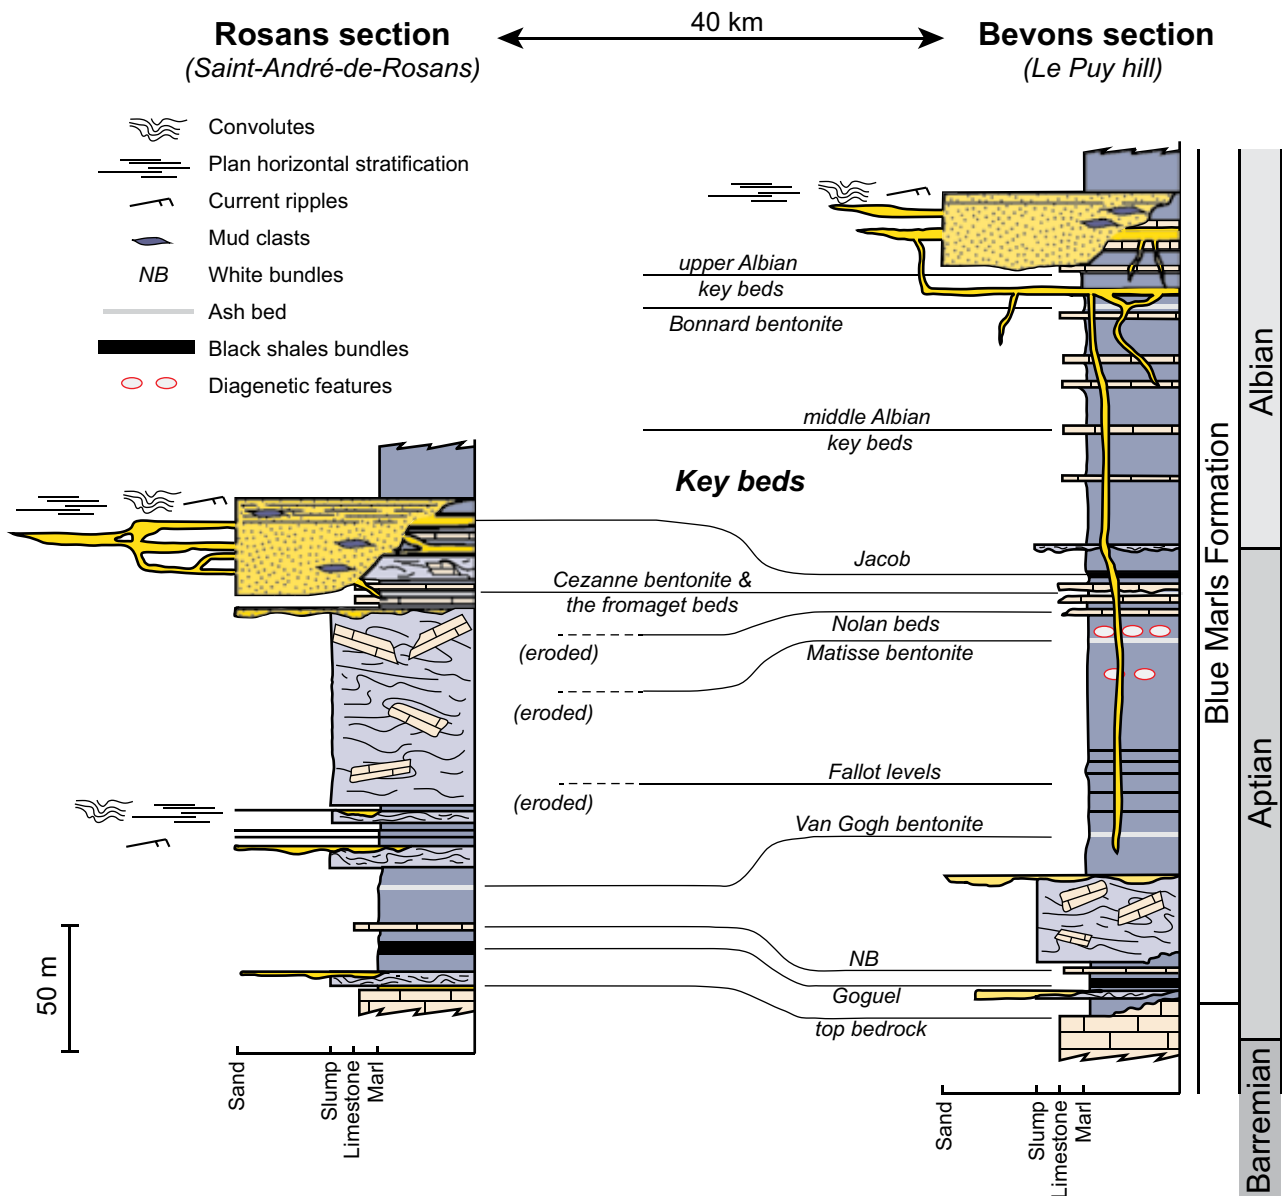 Rosans section
(Saint-André-de-Rosans)
40 km
Bevons section
(Le Puy hill)
Convolutes
Plan horizontal stratification
Current ripples
Mud clasts
NB White bundles
Ash bed
Black shales bundles
Diagenetic features
upper Albian
key beds
Bonnard bentonite
middle Albian
key beds
Key beds
Jacob
Cezanne bentonite &
the fromaget beds
Nolan beds
(eroded)
Matisse bentonite
(eroded)
Fallot levels
(eroded)
Van Gogh bentonite
NB
Goguel
top bedrock
50 m
Sand
Slump
Limestone
Marl
Sand
Slump
Limestone
Marl
Blue Marls Formation
Albian
Aptian
Barremian